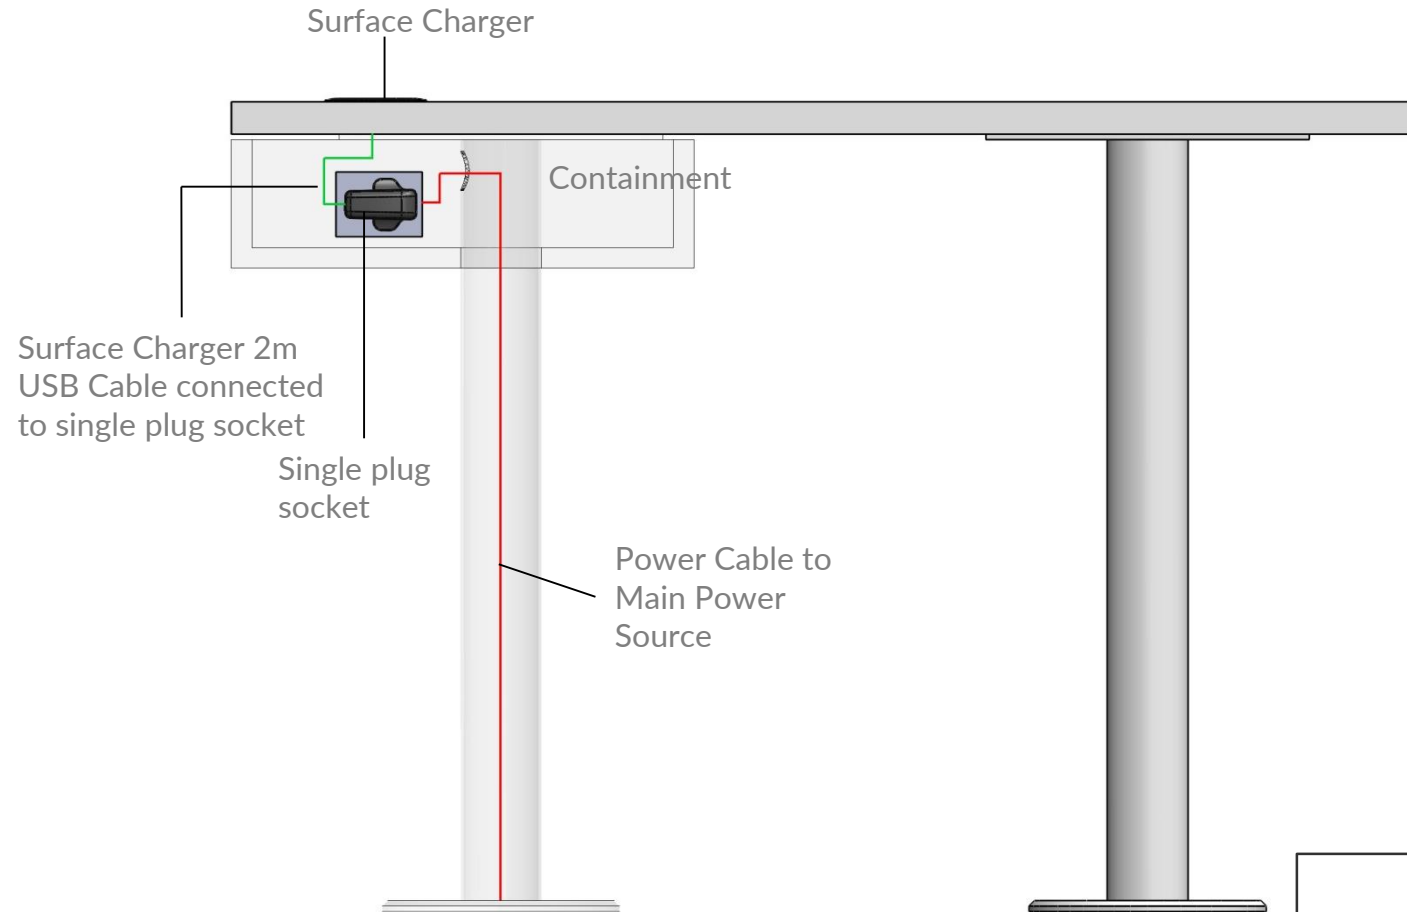 Surface Charger
Containment
Surface Charger 2m
USB Cable connected
to single plug socket
Single plug
socket
Power Cable to
Main Power
Source